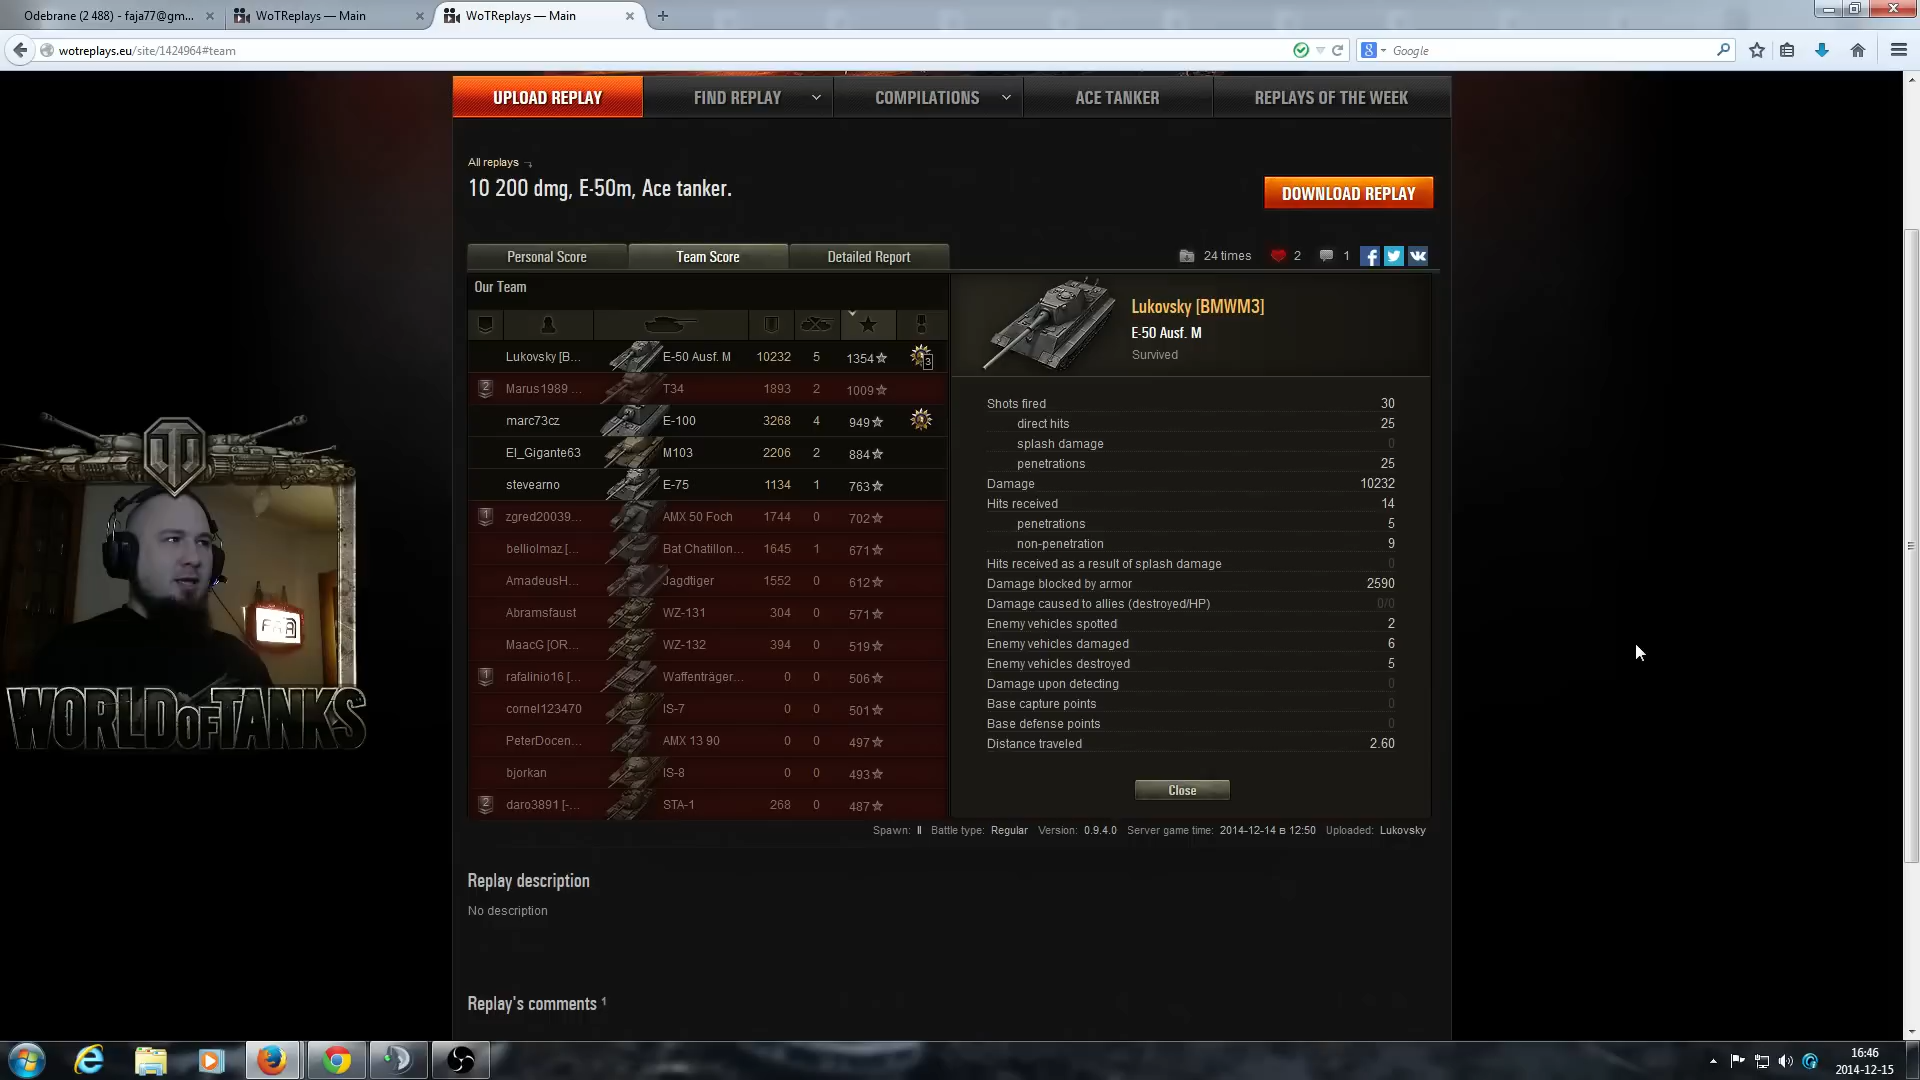 Odebrane (2 488) - faja77@gm...
WoTReplays — Main
WoTReplays — Main
wotreplays.eu/site/1424964#team
Google
UPLOAD REPLAY
FIND REPLAY
COMPILATIONS
ACE TANKER
REPLAYS OF THE WEEK
All replays
10 200 dmg, E-50m, Ace tanker.
DOWNLOAD REPLAY
Personal Score
Team Score
Detailed Report
24 times
2
1
Our Team
Lukovsky [B... E-50 Ausf. M 10232 5 1354 3
2 Marus1989 ... T34 1893 2 1009
marc73cz E-100 3268 4 949
El_Gigante63 M103 2206 2 884
stevearno E-75 1134 1 763
1 zgred20039... AMX 50 Foch 1744 0 702
belliolmaz [... Bat Chatillon... 1645 1 671
AmadeusH... Jagdtiger 1552 0 612
Abramsfaust WZ-131 304 0 571
MaacG [OR... WZ-132 394 0 519
1 rafalinio16 [... Waffenträger... 0 0 506
cornel123470 IS-7 0 0 501
PeterDocen... AMX 13 90 0 0 497
bjorkan IS-8 0 0 493
2 daro3891 [-... STA-1 268 0 487
Lukovsky [BMWM3]
E-50 Ausf. M
Survived
Shots fired 30
direct hits 25
splash damage 0
penetrations 25
Damage 10232
Hits received 14
penetrations 5
non-penetration 9
Hits received as a result of splash damage 0
Damage blocked by armor 2590
Damage caused to allies (destroyed/HP) 0/0
Enemy vehicles spotted 2
Enemy vehicles damaged 6
Enemy vehicles destroyed 5
Damage upon detecting 0
Base capture points 0
Base defense points 0
Distance traveled 2.60
Close
Spawn: II Battle type: Regular Version: 0.9.4.0 Server game time: 2014-12-14 в 12:50 Uploaded: Lukovsky
Replay description
No description
Replay's comments 1
WORLD OF TANKS
16:46
2014-12-15